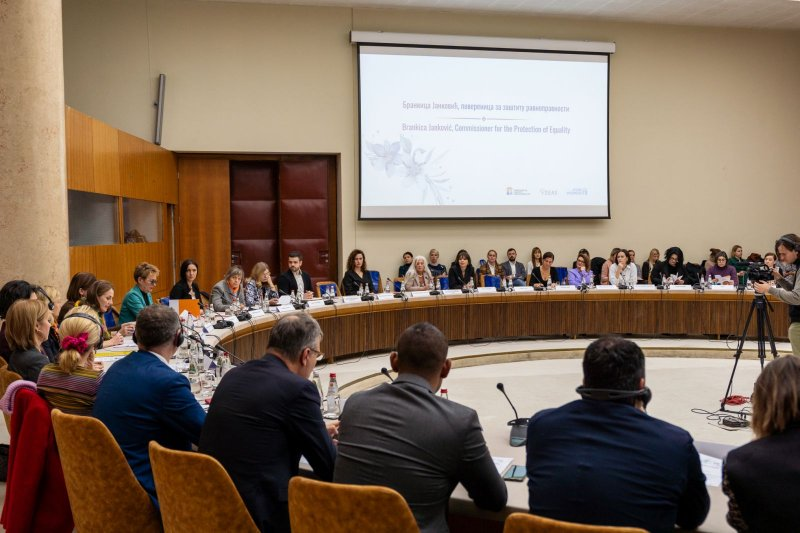 Бранкица Јанковић, повереница за заштиту равноправности
Brankica Janković, Commissioner for the Protection of Equality